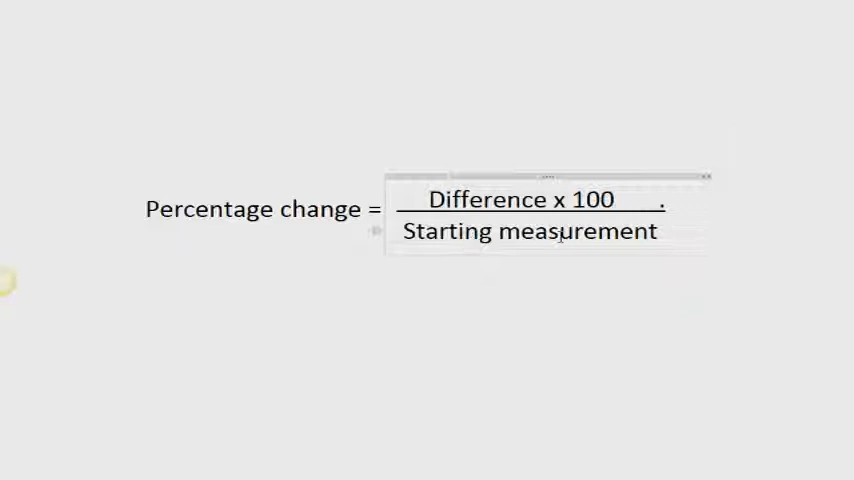 Percentage change =
Difference x 100 .
Starting measurement